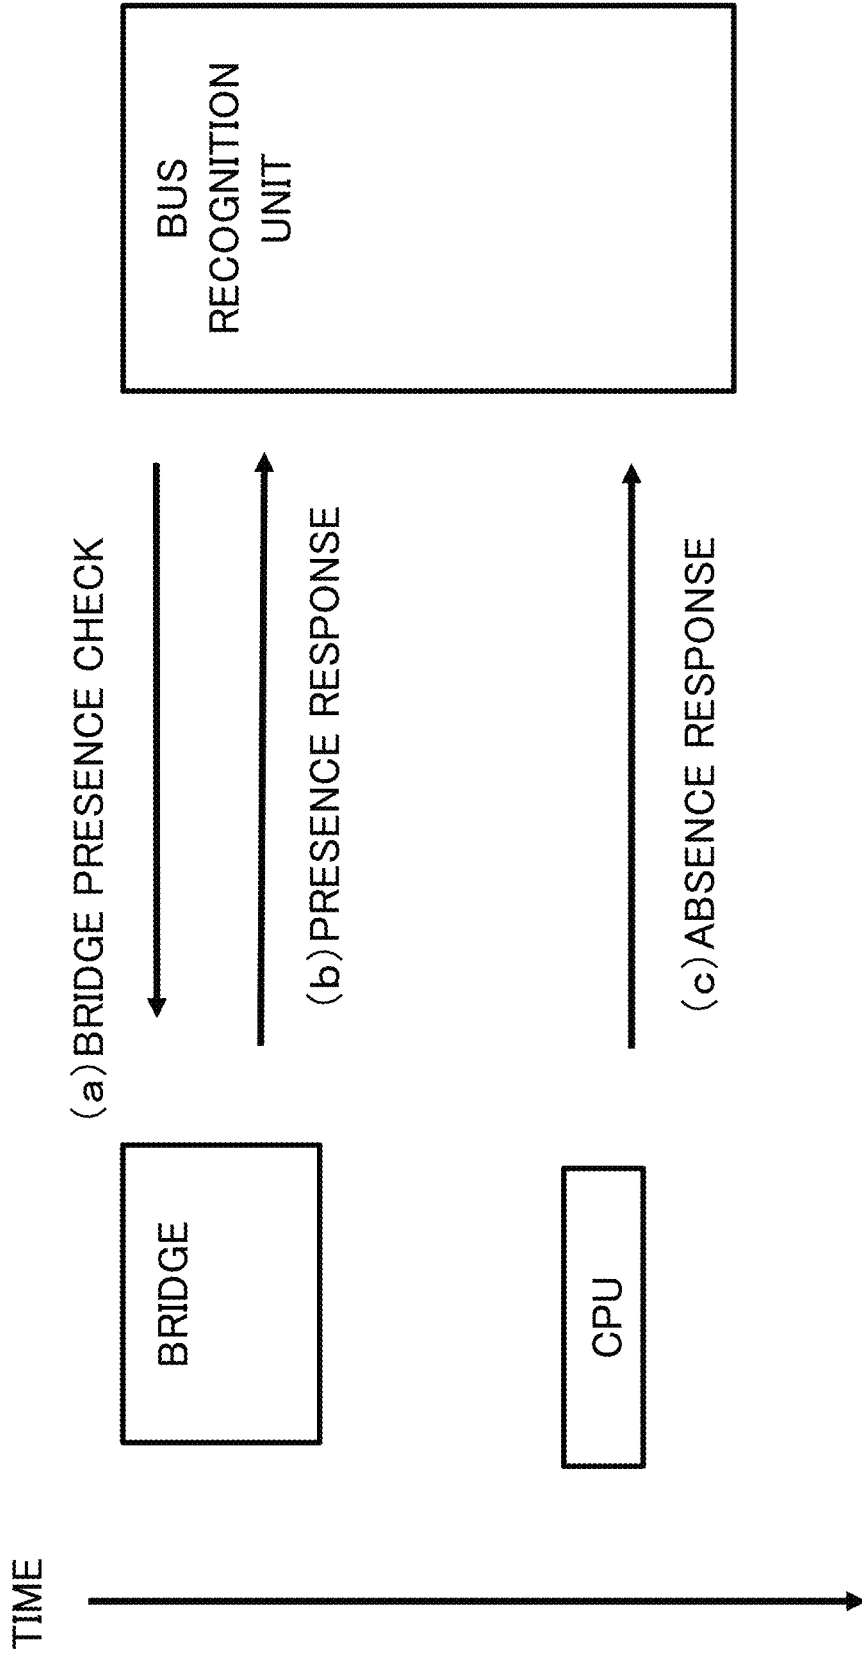 TIME
BRIDGE
(a)BRIDGE PRESENCE CHECK
(b)PRESENCE RESPONSE
BUS
RECOGNITION
UNIT
CPU
(c)ABSENCE RESPONSE